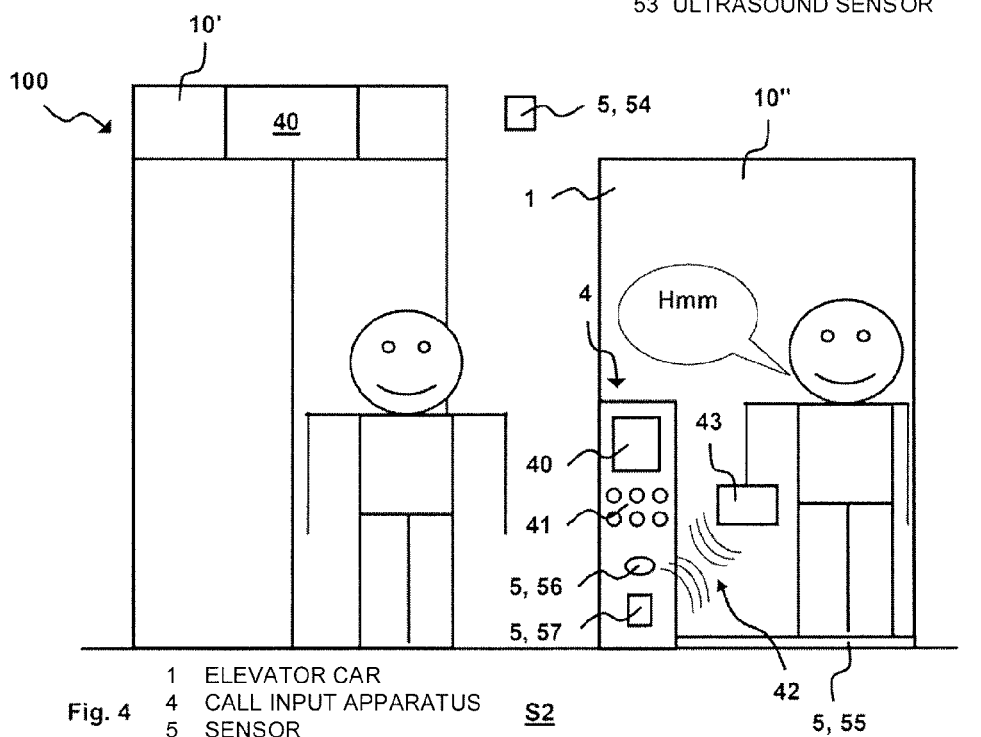 53 ULTRASOUND SENSOR
10'
100
40
5, 54
10"
1
Hmm
4
43
40
41
5, 56
5, 57
42
5, 55
1 ELEVATOR CAR
4 CALL INPUT APPARATUS
5 SENSOR
Fig. 4
S2